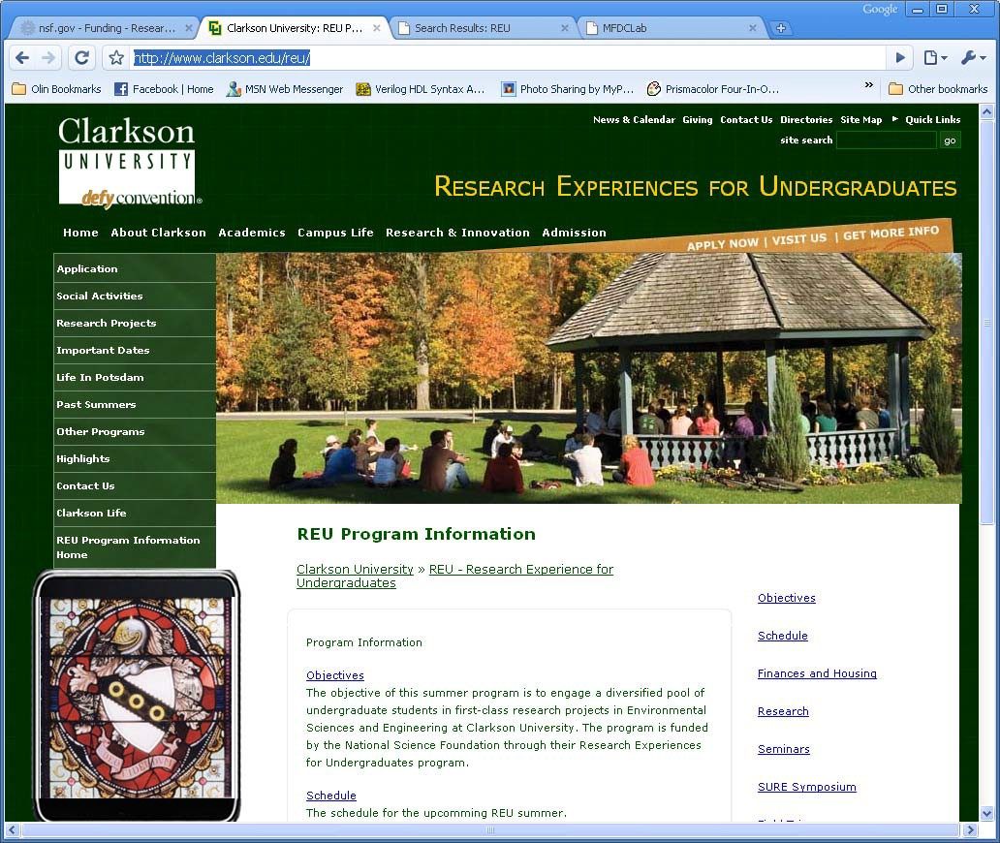 Google
nsf.gov - Funding - Resear...
Clarkson University: REU P...
Search Results: REU
MFDCLab
http://www.clarkson.edu/reu/
Olin Bookmarks
Facebook | Home
MSN Web Messenger
Verilog HDL Syntax A...
Photo Sharing by MyP...
Prismacolor Four-In-O...
»
Other bookmarks
Clarkson
UNIVERSITY
defy convention®
News & Calendar Giving Contact Us Directories Site Map Quick Links
site search go
RESEARCH EXPERIENCES FOR UNDERGRADUATES
Home About Clarkson Academics Campus Life Research & Innovation Admission
APPLY NOW | VISIT US | GET MORE INFO
Application
Social Activities
Research Projects
Important Dates
Life In Potsdam
Past Summers
Other Programs
Highlights
Contact Us
Clarkson Life
REU Program Information
Home
REU Program Information
Clarkson University » REU - Research Experience for
Undergraduates
Program Information
Objectives
The objective of this summer program is to engage a diversified pool of
undergraduate students in first-class research projects in Environmental
Sciences and Engineering at Clarkson University. The program is funded
by the National Science Foundation through their Research Experiences
for Undergraduates program.
Schedule
The schedule for the upcomming REU summer.
Objectives
Schedule
Finances and Housing
Research
Seminars
SURE Symposium